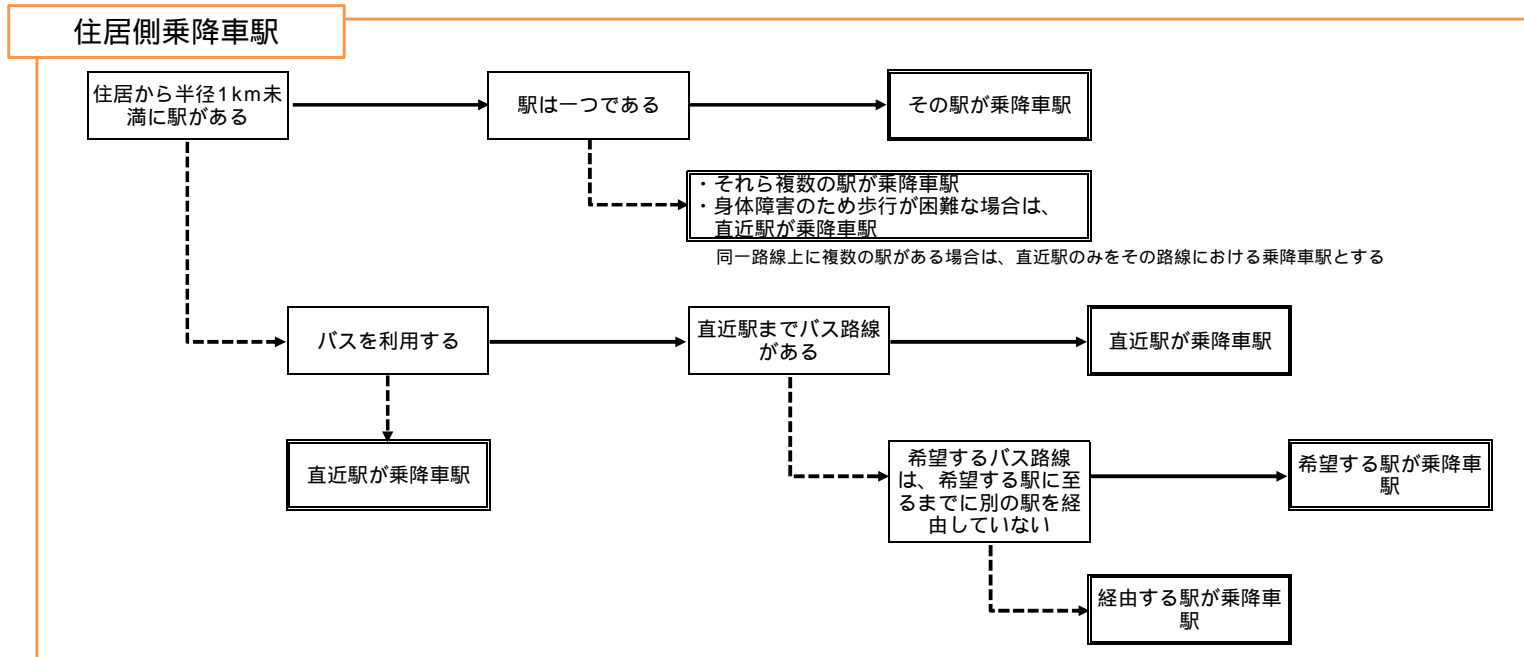 住居側乗降車駅
住居から半径1km未
満に駅がある
駅は一つである
その駅が乗降車駅
・それら複数の駅が乗降車駅
・身体障害のため歩行が困難な場合は、
直近駅が乗降車駅
同一路線上に複数の駅がある場合は、直近駅のみをその路線における乗降車駅とする
バスを利用する
直近駅までバス路線
がある
直近駅が乗降車駅
直近駅が乗降車駅
希望するバス路線
は、希望する駅に至
るまでに別の駅を経
由していない
希望する駅が乗降車
駅
経由する駅が乗降車
駅